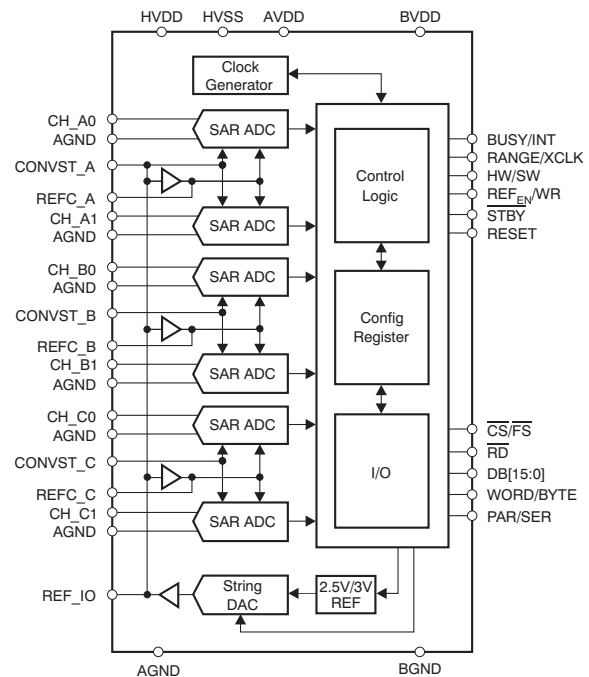 HVDD HVSS AVDD BVDD
Clock
Generator
CH_A0
AGND
CONVST_A
REFC_A
CH_A1
AGND
CH_B0
AGND
CONVST_B
REFC_B
CH_B1
AGND
CH_C0
AGND
CONVST_C
REFC_C
CH_C1
AGND
REF_IO
SAR ADC
SAR ADC
SAR ADC
SAR ADC
SAR ADC
SAR ADC
String
DAC
2.5V/3V
REF
Control
Logic
Config
Register
I/O
BUSY/INT
RANGE/XCLK
HW/SW
REF_EN/WR
STBY
RESET
CS/FS
RD
DB[15:0]
WORD/BYTE
PAR/SER
AGND BGND